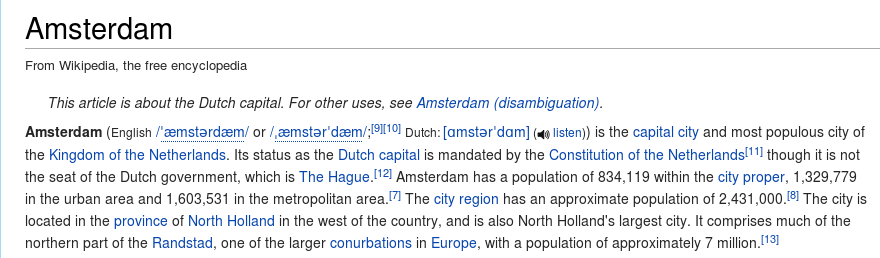 Amsterdam
From Wikipedia, the free encyclopedia
This article is about the Dutch capital. For other uses, see Amsterdam (disambiguation).
Amsterdam (English /ˈæmstərdæm/ or /ˌæmstərˈdæm/;[9][10] Dutch: [ɑmstərˈdɑm] ( listen)) is the capital city and most populous city of
the Kingdom of the Netherlands. Its status as the Dutch capital is mandated by the Constitution of the Netherlands[11] though it is not
the seat of the Dutch government, which is The Hague.[12] Amsterdam has a population of 834,119 within the city proper, 1,329,779
in the urban area and 1,603,531 in the metropolitan area.[7] The city region has an approximate population of 2,431,000.[8] The city is
located in the province of North Holland in the west of the country, and is also North Holland's largest city. It comprises much of the
northern part of the Randstad, one of the larger conurbations in Europe, with a population of approximately 7 million.[13]